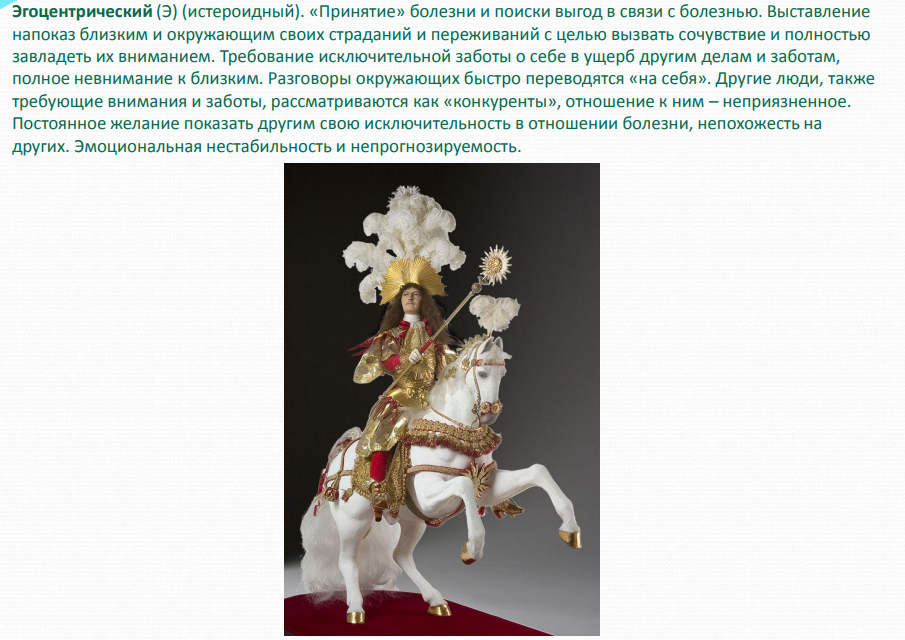 Эгоцентрический (Э) (истероидный). «Принятие» болезни и поиски выгод в связи с болезнью. Выставление
напоказ близким и окружающим своих страданий и переживаний с целью вызвать сочувствие и полностью
завладеть их вниманием. Требование исключительной заботы о себе в ущерб другим делам и заботам,
полное невнимание к близким. Разговоры окружающих быстро переводятся «на себя». Другие люди, также
требующие внимания и заботы, рассматриваются как «конкуренты», отношение к ним – неприязненное.
Постоянное желание показать другим свою исключительность в отношении болезни, непохожесть на
других. Эмоциональная нестабильность и непрогнозируемость.